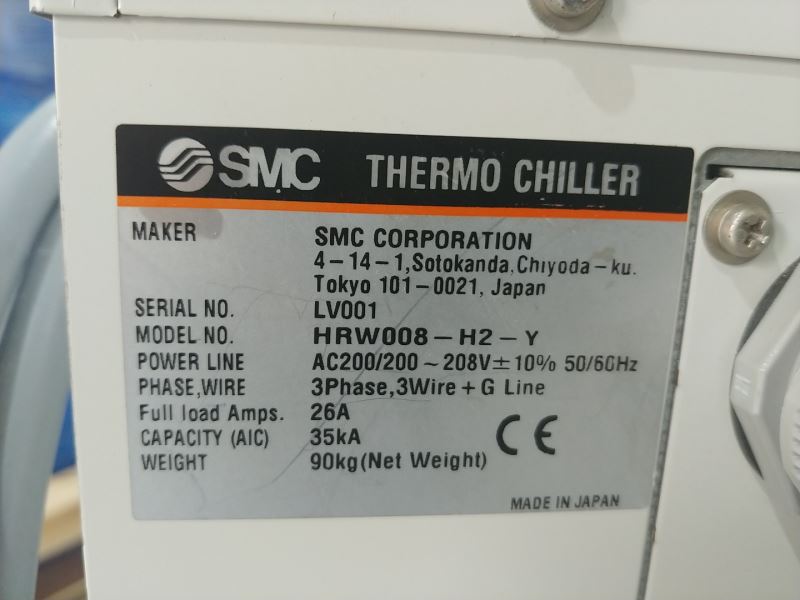 SMC THERMO CHILLER
MAKER SMC CORPORATION
4-14-1,Sotokanda,Chiyoda-ku.
Tokyo 101-0021, Japan
SERIAL NO. LV001
MODEL NO. HRW008-H2-Y
POWER LINE AC200/200~208V±10% 50/60Hz
PHASE,WIRE 3Phase,3Wire+G Line
Full load Amps. 26A
CAPACITY (AIC) 35kA
WEIGHT 90kg(Net Weight)
CE
MADE IN JAPAN